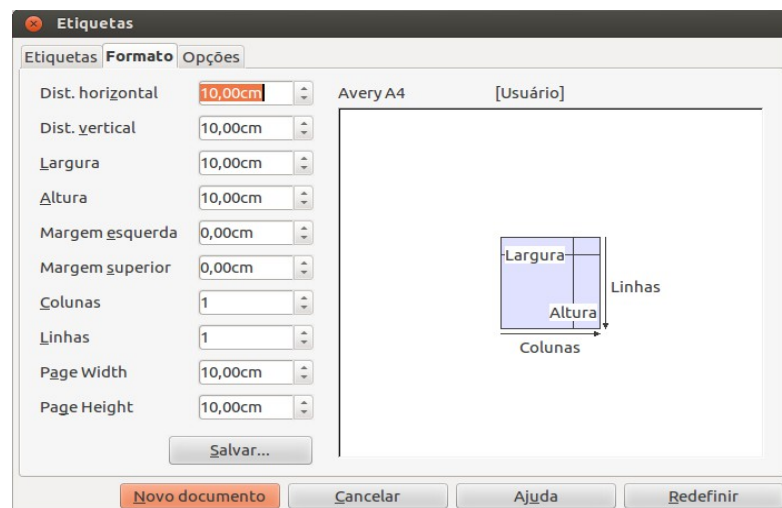 Etiquetas
Etiquetas Formato Opções
Dist. horizontal 10,00cm
Dist. vertical 10,00cm
Largura 10,00cm
Altura 10,00cm
Margem esquerda 0,00cm
Margem superior 0,00cm
Colunas 1
Linhas 1
Page Width 10,00cm
Page Height 10,00cm
Salvar...
Avery A4 [Usuário]
Largura
Linhas
Altura
Colunas
Novo documento Cancelar Ajuda Redefinir